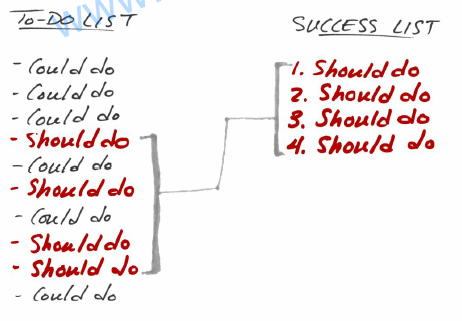 TO-DO LIST
- Could do
- Could do
- Could do
- Should do
- Could do
- Should do
- Could do
- Should do
- Should do
- Could do
SUCCESS LIST
1. Should do
2. Should do
3. Should do
4. Should do